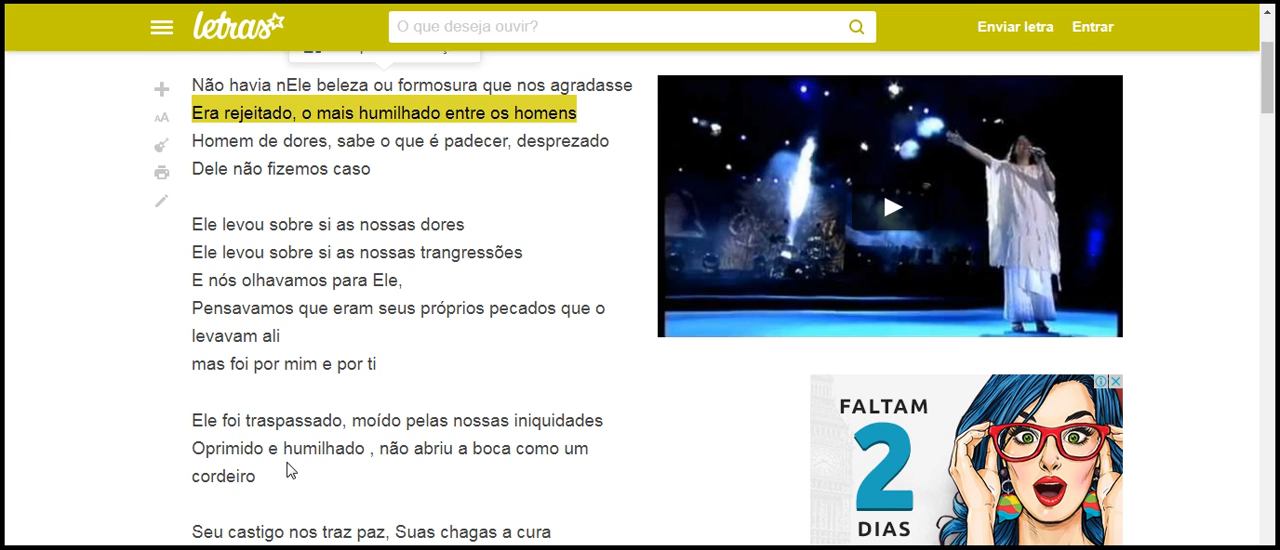 letras
O que deseja ouvir?
Enviar letra
Entrar
Não havia nEle beleza ou formosura que nos agradasse
Era rejeitado, o mais humilhado entre os homens
Homem de dores, sabe o que é padecer, desprezado
Dele não fizemos caso
Ele levou sobre si as nossas dores
Ele levou sobre si as nossas trangressões
E nós olhavamos para Ele,
Pensavamos que eram seus próprios pecados que o
levavam ali
mas foi por mim e por ti
Ele foi traspassado, moído pelas nossas iniquidades
Oprimido e humilhado , não abriu a boca como um
cordeiro
Seu castigo nos traz paz, Suas chagas a cura
AA
FALTAM
2
DIAS